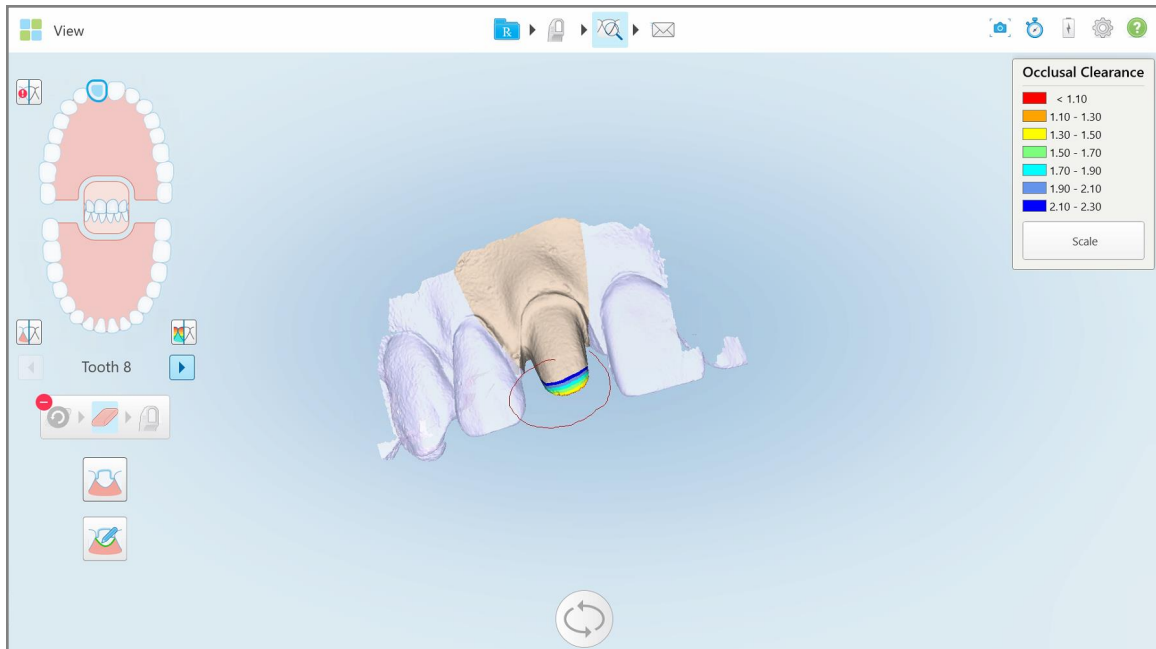 View
R
?
Occlusal Clearance
< 1.10
1.10 - 1.30
1.30 - 1.50
1.50 - 1.70
1.70 - 1.90
1.90 - 2.10
2.10 - 2.30
Scale
Tooth 8